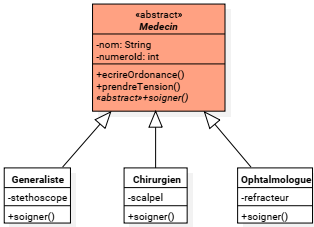 «abstract»
Medecin
-nom: String
-numeroId: int
+ecrireOrdonance()
+prendreTension()
«abstract»+soigner()
Generaliste
-stethoscope
+soigner()
Chirurgien
-scalpel
+soigner()
Ophtalmologue
-refracteur
+soigner()